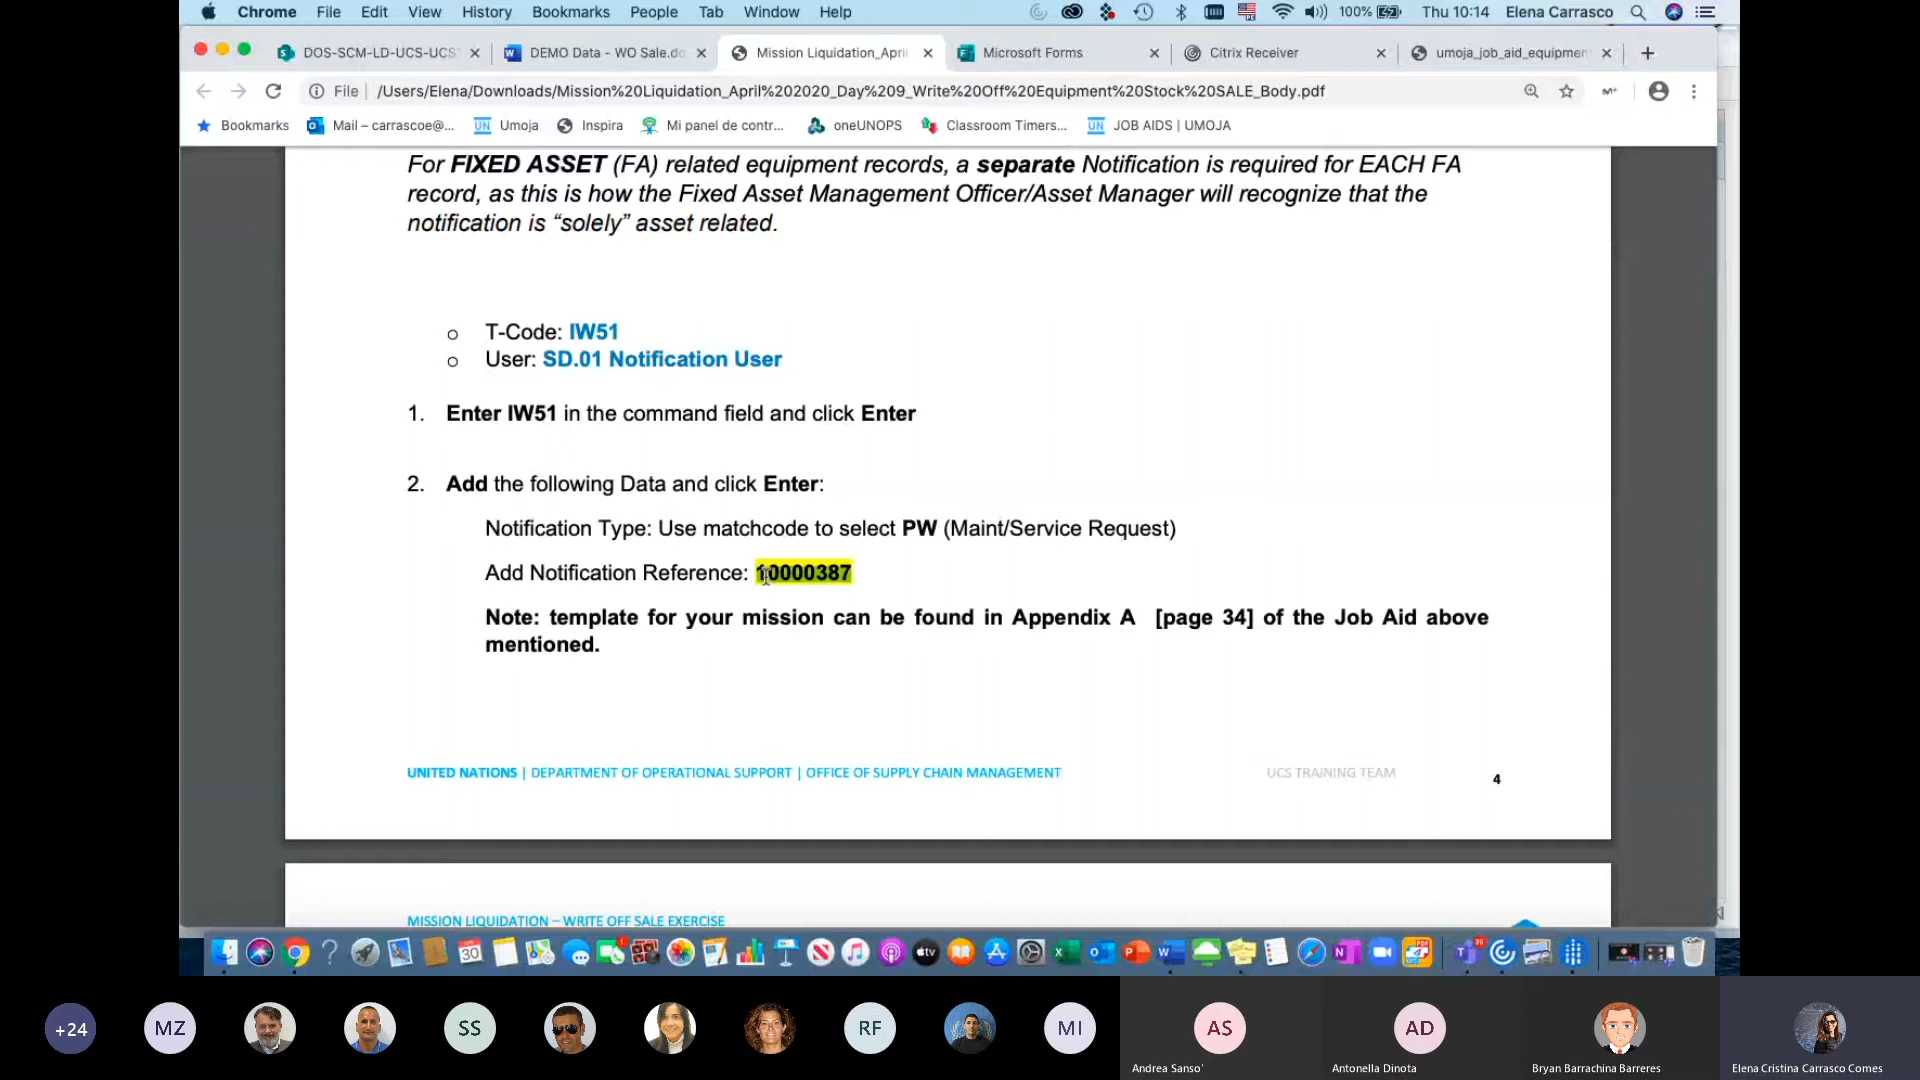 Chrome File Edit View History Bookmarks People Tab Window Help 100% Thu 10:14 Elena Carrasco
DOS-SCM-LD-UCS-UCS DEMO Data - WO Sale.do Mission Liquidation_April Microsoft Forms Citrix Receiver umoja_job_aid_equipmen
File | /Users/Elena/Downloads/Mission%20Liquidation_April%202020_Day%209_Write%20Off%20Equipment%20Stock%20SALE_Body.pdf
Bookmarks Mail – carrascoe@... UN Umoja Inspira Mi panel de contr... oneUNOPS Classroom Timers... UN JOB AIDS | UMOJA
For FIXED ASSET (FA) related equipment records, a separate Notification is required for EACH FA
record, as this is how the Fixed Asset Management Officer/Asset Manager will recognize that the
notification is “solely” asset related.
o T-Code: IW51
o User: SD.01 Notification User
1. Enter IW51 in the command field and click Enter
2. Add the following Data and click Enter:
Notification Type: Use matchcode to select PW (Maint/Service Request)
Add Notification Reference: 10000387
Note: template for your mission can be found in Appendix A [page 34] of the Job Aid above
mentioned.
UNITED NATIONS | DEPARTMENT OF OPERATIONAL SUPPORT | OFFICE OF SUPPLY CHAIN MANAGEMENT UCS TRAINING TEAM 4
MISSION LIQUIDATION – WRITE OFF SALE EXERCISE
30 tv
+24 MZ SS RF MI AS AD
Andrea Sanso' Antonella Dinota Bryan Barrachina Barreres Elena Cristina Carrasco Comes